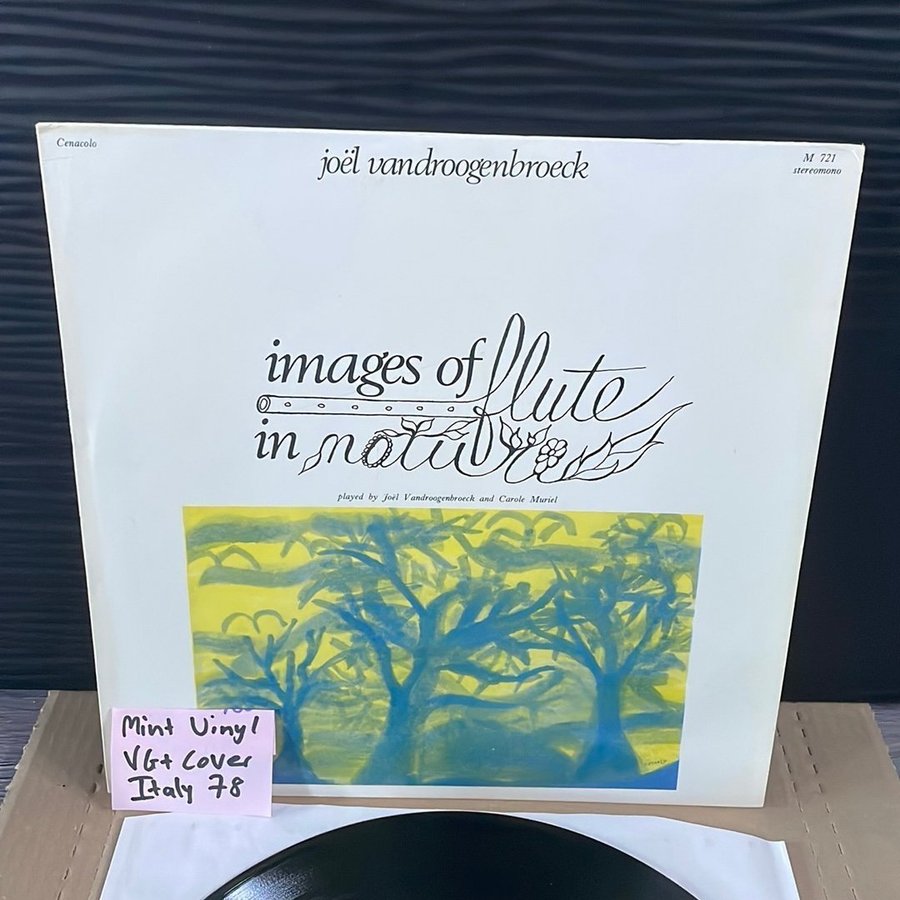 Cenacolo
joël vandroogenbroeck
M 721
stereomono
images of flute
in nature
played by Joël Vandroogenbroeck and Carole Muriel
Mint Vinyl
VG+ Cover
Italy 78